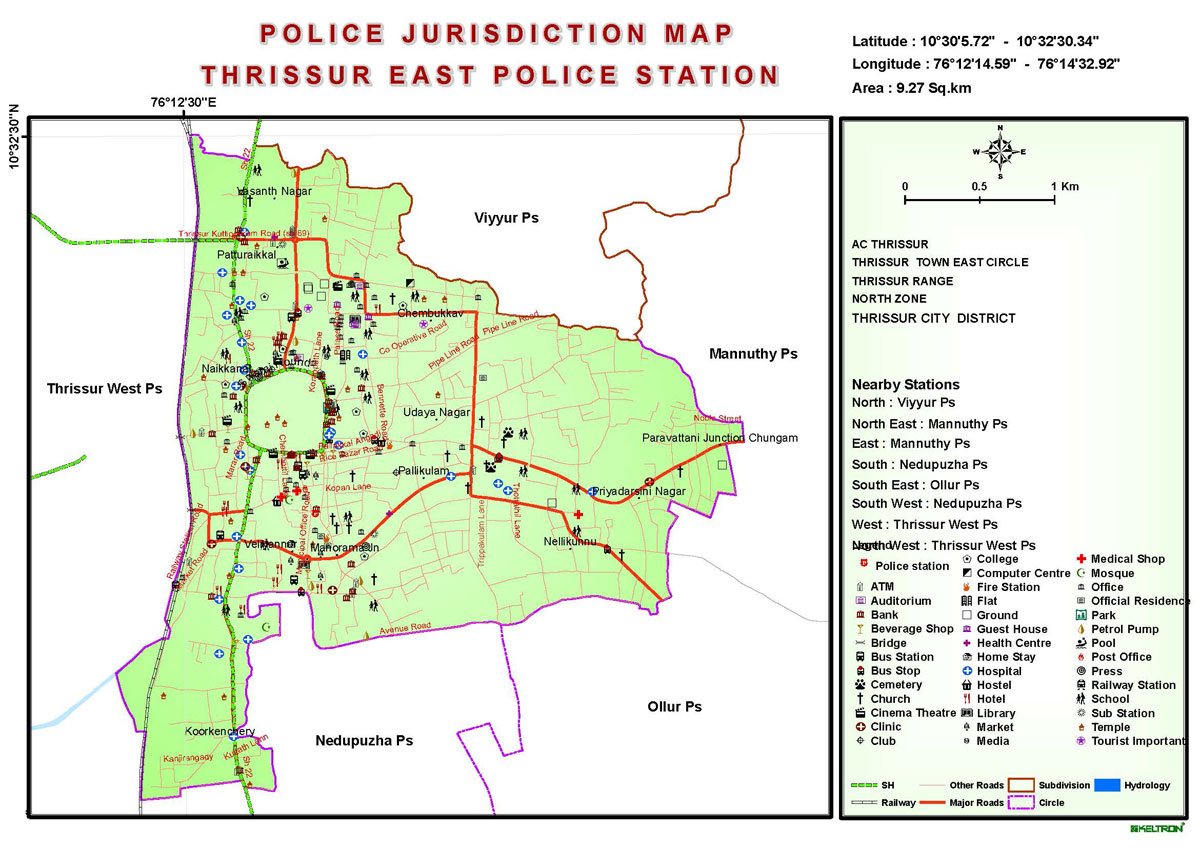 POLICE JURISDICTION MAP
THRISSUR EAST POLICE STATION
Latitude : 10°30'5.72" - 10°32'30.34"
Longitude : 76°12'14.59" - 76°14'32.92"
Area : 9.27 Sq.km
76°12'30"E
10°32'30"N
Sh 22
Vasanth Nagar
Viyyur Ps
Patturaikkal
Chembukkav
Pipe Line Road
Co Operative Road
Pipe Line Road
Mannuthy Ps
Thrissur West Ps
Bennette Road
Udaya Nagar
Noble Street
Paravattani Junction Chungam
Rice Bazar Road
Pallikulam
Kopan Lane
Priyadarsini Nagar
Trippekulam Lane
Nellikunnu
Avenue Road
Ollur Ps
Nedupuzha Ps
Koorkenchery
Kanjirangady
Sh 22
N
W E
S
0 0.5 1 Km
AC THRISSUR
THRISSUR TOWN EAST CIRCLE
THRISSUR RANGE
NORTH ZONE
THRISSUR CITY DISTRICT
Nearby Stations
North : Viyyur Ps
North East : Mannuthy Ps
East : Mannuthy Ps
South : Nedupuzha Ps
South East : Ollur Ps
South West : Nedupuzha Ps
West : Thrissur West Ps
North West : Thrissur West Ps
Legend
Police station
ATM
Auditorium
Bank
Beverage Shop
Bridge
Bus Station
Bus Stop
Cemetery
Church
Cinema Theatre
Clinic
Club
College
Computer Centre
Fire Station
Flat
Ground
Guest House
Health Centre
Home Stay
Hospital
Hostel
Hotel
Library
Market
Media
Medical Shop
Mosque
Office
Official Residence
Park
Petrol Pump
Pool
Post Office
Press
Railway Station
School
Sub Station
Temple
Tourist Important
SH
Other Roads
Subdivision
Hydrology
Railway
Major Roads
Circle
KELTRON